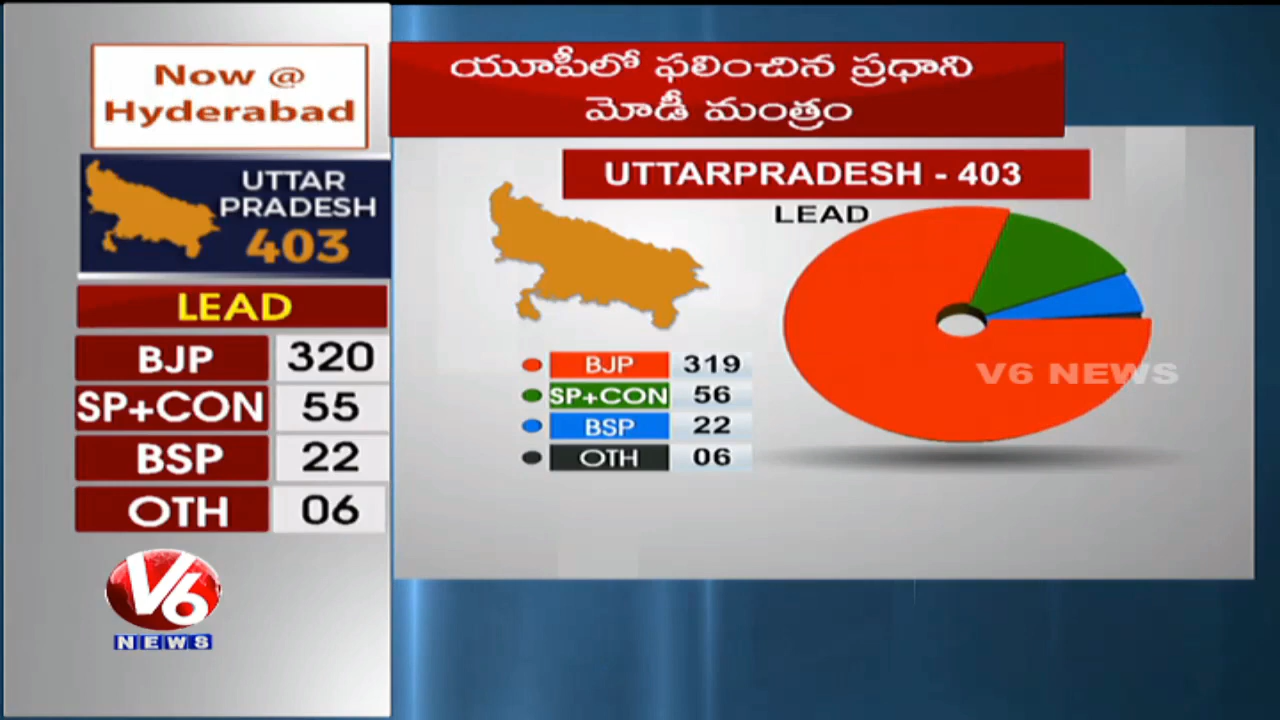 Now @
Hyderabad
UTTAR
PRADESH
403
LEAD
BJP 320
SP+CON 55
BSP 22
OTH 06
V6
NEWS
యూపీలో ఫలించిన ప్రధాని
మోడీ మంత్రం
UTTARPRADESH - 403
LEAD
BJP 319
SP+CON 56
BSP 22
OTH 06
V6 NEWS